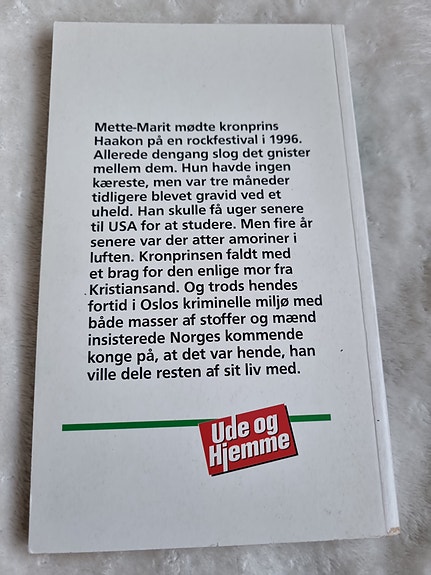 Mette-Marit mødte kronprins
Haakon på en rockfestival i 1996.
Allerede dengang slog det gnister
mellem dem. Hun havde ingen
kæreste, men var tre måneder
tidligere blevet gravid ved et
uheld. Han skulle få uger senere
til USA for at studere. Men fire år
senere var der atter amoriner i
luften. Kronprinsen faldt med
et brag for den enlige mor fra
Kristiansand. Og trods hendes
fortid i Oslos kriminelle miljø med
både masser af stoffer og mænd
insisterede Norges kommende
konge på, at det var hende, han
ville dele resten af sit liv med.
Ude og
Hjemme